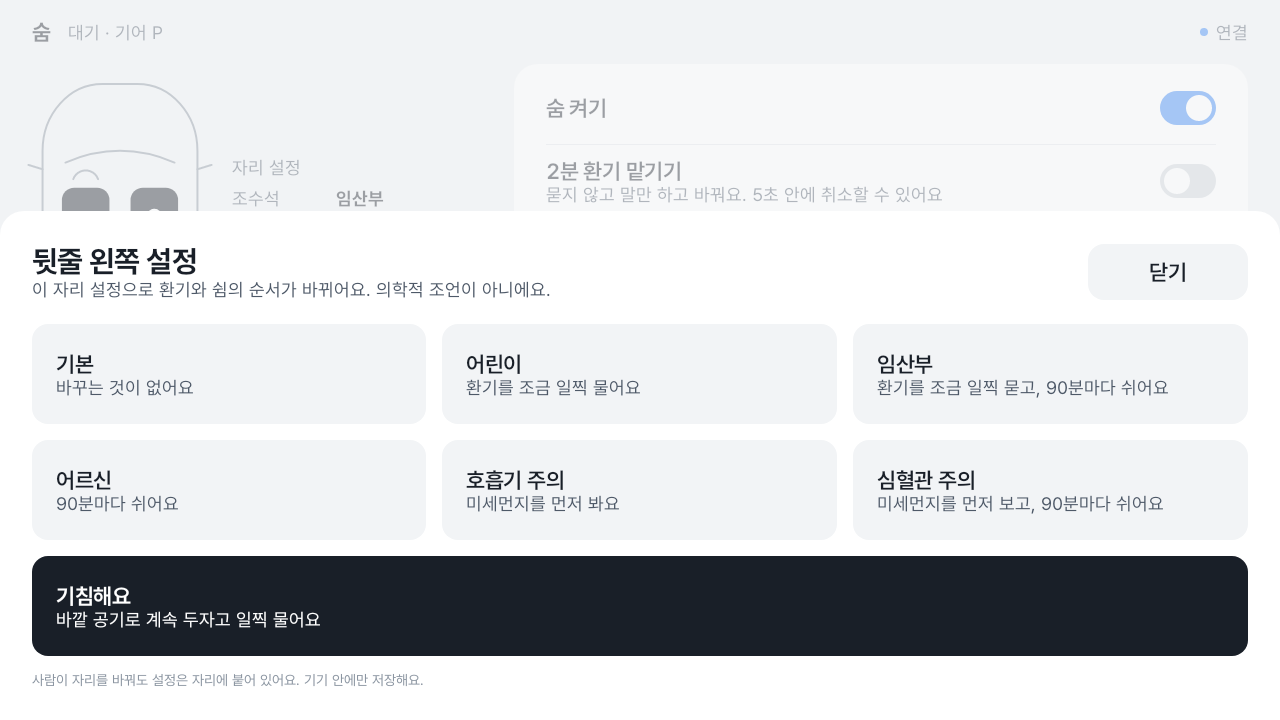 숨 대기 · 기어 P
연결
숨 켜기
2분 환기 맡기기
묻지 않고 말만 하고 바꿔요. 5초 안에 취소할 수 있어요
자리 설정
조수석 임산부
뒷줄 왼쪽 설정
이 자리 설정으로 환기와 쉼의 순서가 바뀌어요. 의학적 조언이 아니에요.
닫기
기본
바꾸는 것이 없어요
어린이
환기를 조금 일찍 물어요
임산부
환기를 조금 일찍 묻고, 90분마다 쉬어요
어르신
90분마다 쉬어요
호흡기 주의
미세먼지를 먼저 봐요
심혈관 주의
미세먼지를 먼저 보고, 90분마다 쉬어요
기침해요
바깥 공기로 계속 두자고 일찍 물어요
사람이 자리를 바꿔도 설정은 자리에 붙어 있어요. 기기 안에만 저장해요.